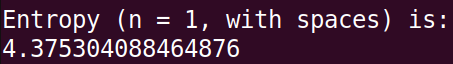 Entropy (n = 1, with spaces) is:
4.375304088464876